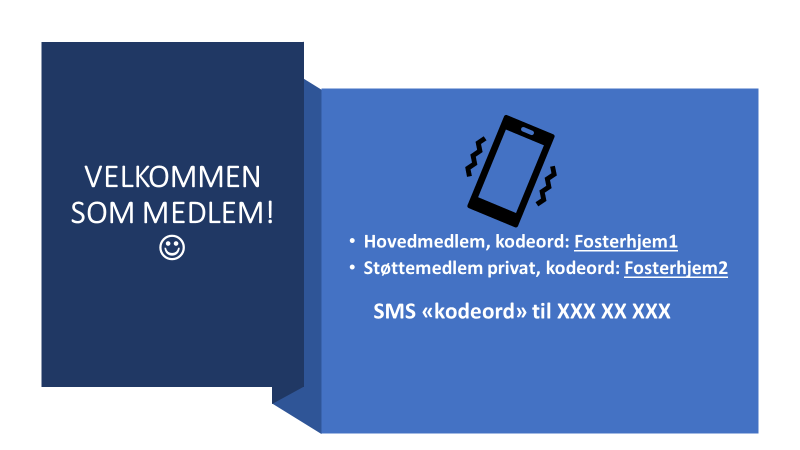 VELKOMMEN
SOM MEDLEM!
☺
• Hovedmedlem, kodeord: Fosterhjem1
• Støttemedlem privat, kodeord: Fosterhjem2
SMS «kodeord» til XXX XX XXX